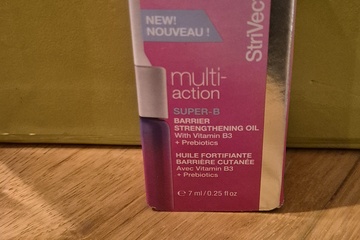 NEW!
NOUVEAU !
StriVec
multi-
action
SUPER-B
BARRIER
STRENGTHENING OIL
With Vitamin B3
+ Prebiotics
HUILE FORTIFIANTE
BARRIÈRE CUTANÉE
Avec Vitamin B3
+ Prebiotics
℮ 7 ml / 0.25 fl oz